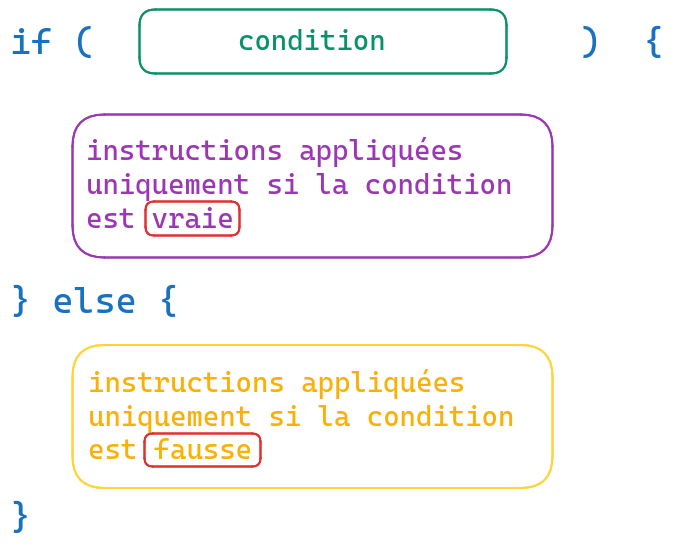 if ( condition ) {
instructions appliquées
uniquement si la condition
est vraie
} else {
instructions appliquées
uniquement si la condition
est fausse
}